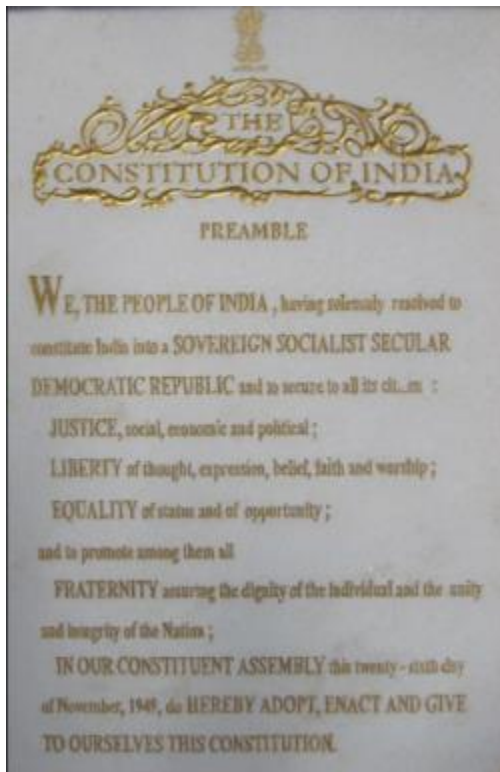 THE
CONSTITUTION OF INDIA
PREAMBLE
WE, THE PEOPLE OF INDIA, having solemnly resolved to
constitute India into a SOVEREIGN SOCIALIST SECULAR
DEMOCRATIC REPUBLIC and to secure to all its cit...en :
JUSTICE, social, economic and political ;
LIBERTY of thought, expression, belief, faith and worship ;
EQUALITY of status and of opportunity ;
and to promote among them all
FRATERNITY assuring the dignity of the individual and the unity
and integrity of the Nation ;
IN OUR CONSTITUENT ASSEMBLY this twenty - sixth day
of November, 1949, do HEREBY ADOPT, ENACT AND GIVE
TO OURSELVES THIS CONSTITUTION.